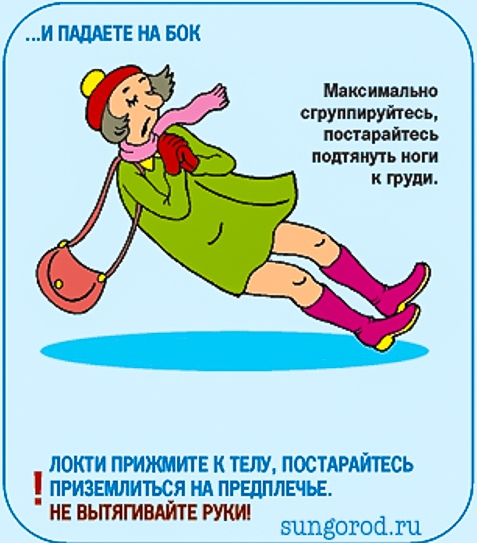 ...И ПАДАЕТЕ НА БОК
Максимально
сгруппируйтесь,
постарайтесь
подтянуть ноги
к груди.
! ЛОКТИ ПРИЖМИТЕ К ТЕЛУ, ПОСТАРАЙТЕСЬ
ПРИЗЕМЛИТЬСЯ НА ПРЕДПЛЕЧЬЕ.
НЕ ВЫТЯГИВАЙТЕ РУКИ!
sungorod.ru